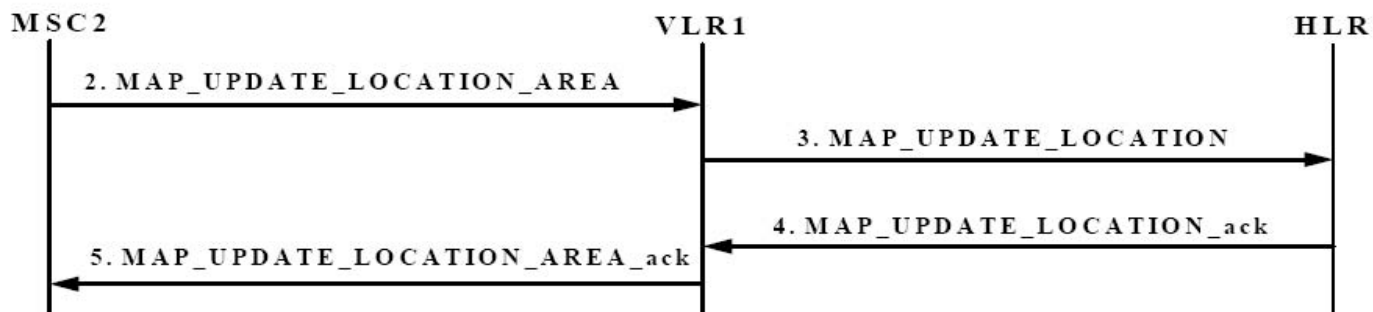 MSC2 VLR1 HLR
2. MAP_UPDATE_LOCATION_AREA
3. MAP_UPDATE_LOCATION
4. MAP_UPDATE_LOCATION_ack
5. MAP_UPDATE_LOCATION_AREA_ack